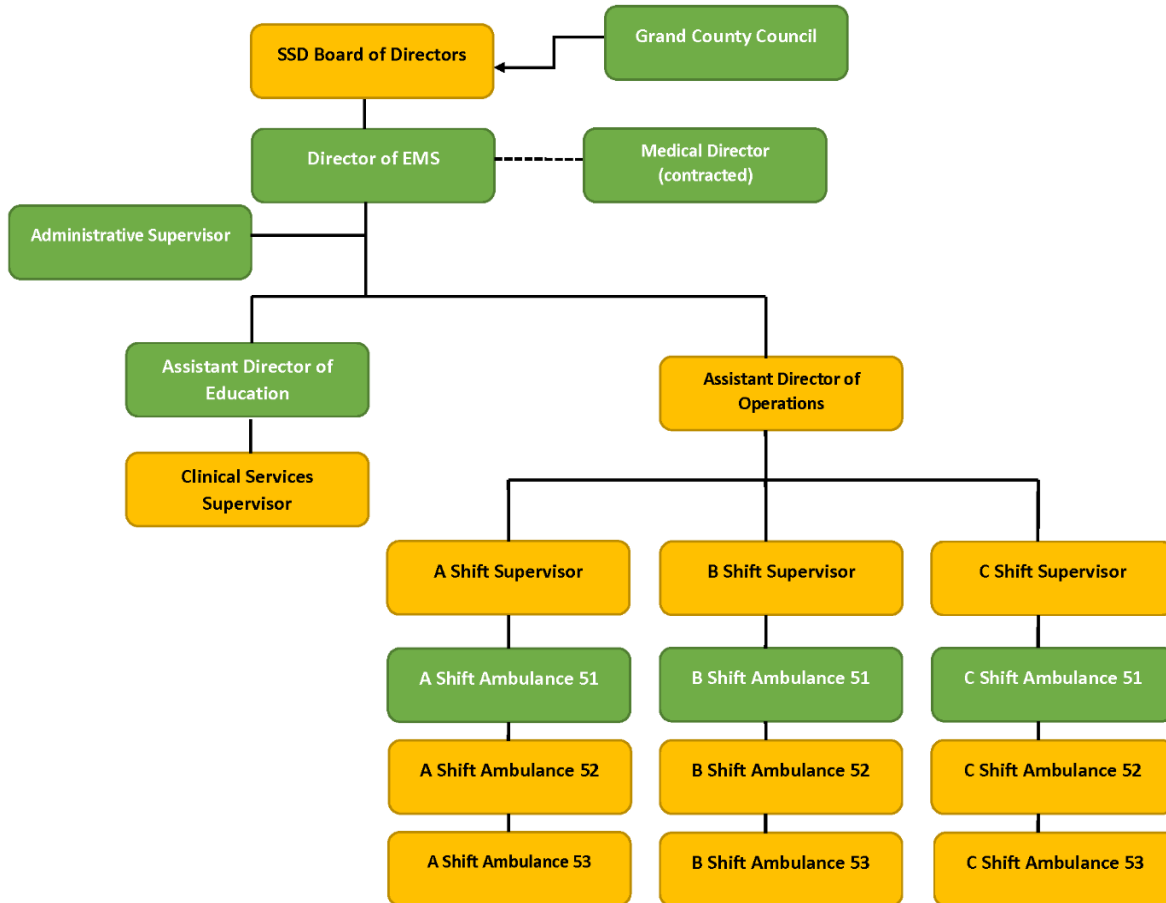 Grand County Council
SSD Board of Directors
Director of EMS
Medical Director
(contracted)
Administrative Supervisor
Assistant Director of
Education
Assistant Director of
Operations
Clinical Services
Supervisor
A Shift Supervisor
B Shift Supervisor
C Shift Supervisor
A Shift Ambulance 51
B Shift Ambulance 51
C Shift Ambulance 51
A Shift Ambulance 52
B Shift Ambulance 52
C Shift Ambulance 52
A Shift Ambulance 53
B Shift Ambulance 53
C Shift Ambulance 53